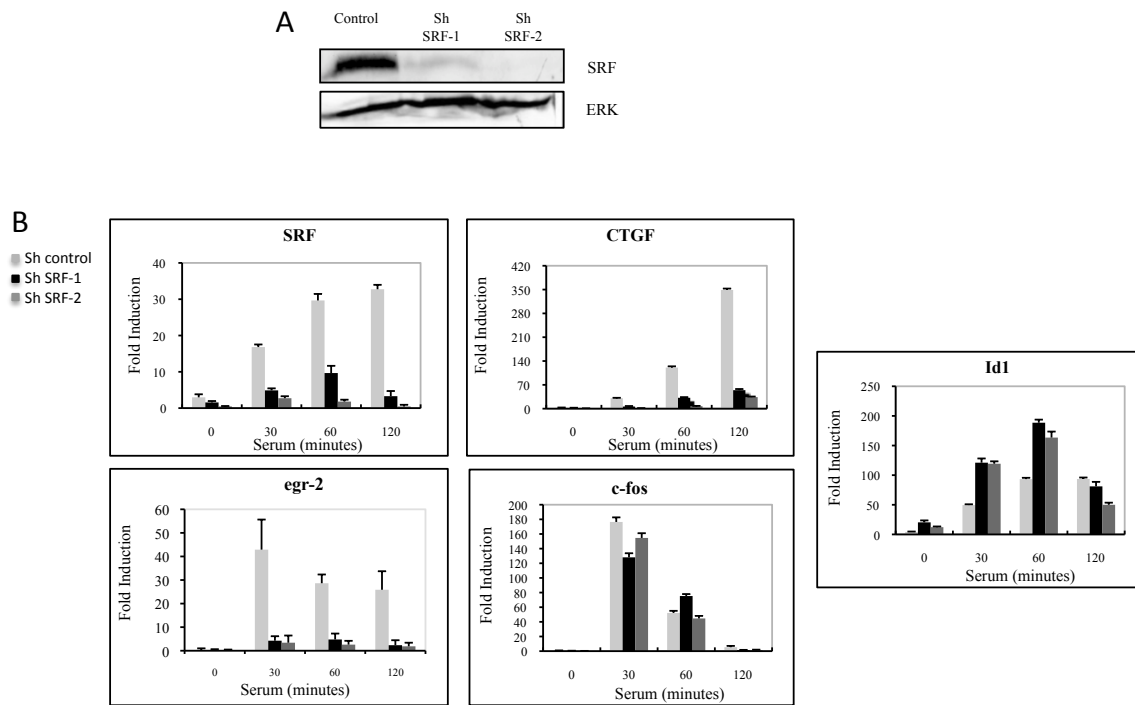 A
Control
Sh
SRF-1
Sh
SRF-2
SRF
ERK
B
Sh control
Sh SRF-1
Sh SRF-2
SRF
Fold Induction
40
30
20
10
0
0 30 60 120
Serum (minutes)
CTGF
Fold Induction
420
350
280
210
140
70
0
0 30 60 120
Serum (minutes)
Id1
Fold Induction
250
200
150
100
50
0
0 30 60 120
Serum (minutes)
egr-2
Fold Induction
60
50
40
30
20
10
0
0 30 60 120
Serum (minutes)
c-fos
Fold Induction
200
180
160
140
120
100
80
60
40
20
0
0 30 60 120
Serum (minutes)